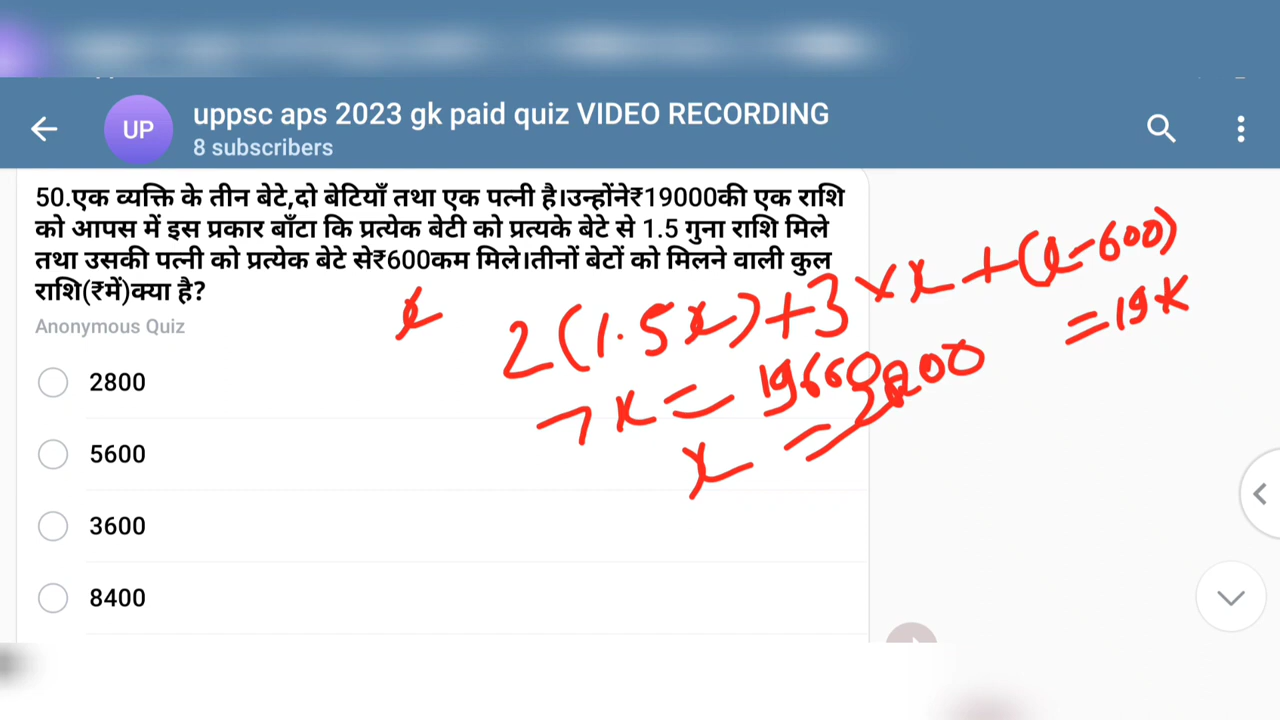 UP
uppsc aps 2023 gk paid quiz VIDEO RECORDING
8 subscribers
50.एक व्यक्ति के तीन बेटे,दो बेटियाँ तथा एक पत्नी है।उन्होंने₹19000की एक राशि
को आपस में इस प्रकार बाँटा कि प्रत्येक बेटी को प्रत्यके बेटे से 1.5 गुना राशि मिले
तथा उसकी पत्नी को प्रत्येक बेटे से₹600कम मिले।तीनों बेटों को मिलने वाली कुल
राशि(₹में)क्या है?
Anonymous Quiz
x
2(1.5x)+3×x+(x-600)
=19K
7x=19600
x=2800
2800
5600
3600
8400